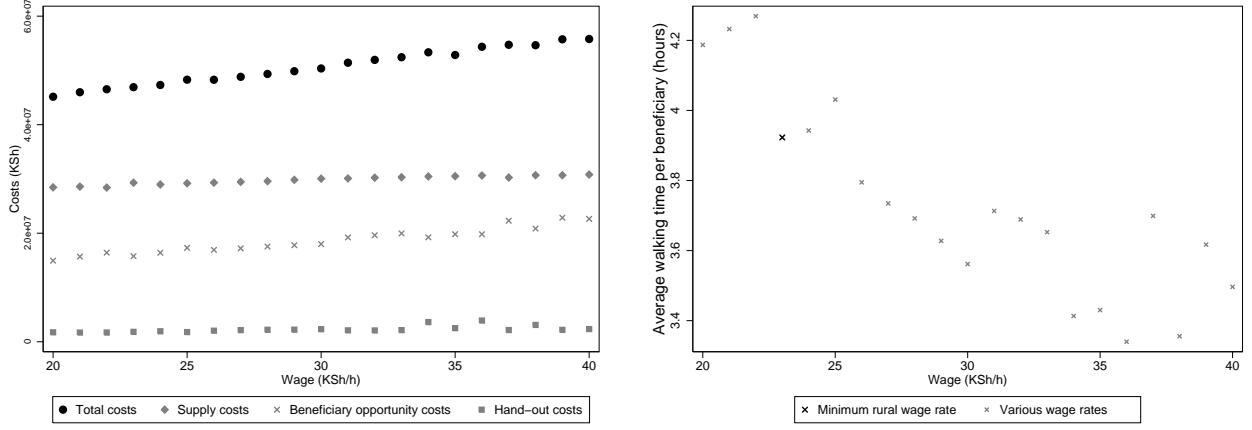 Costs (KSh)
6.0e+07
4.0e+07
2.0e+07
0
20 25 30 35 40
Wage (KSh/h)
Total costs Supply costs Beneficiary opportunity costs Hand−out costs
Average walking time per beneficiary (hours)
4.2
4
3.8
3.6
3.4
20 25 30 35 40
Wage (KSh/h)
Minimum rural wage rate Various wage rates